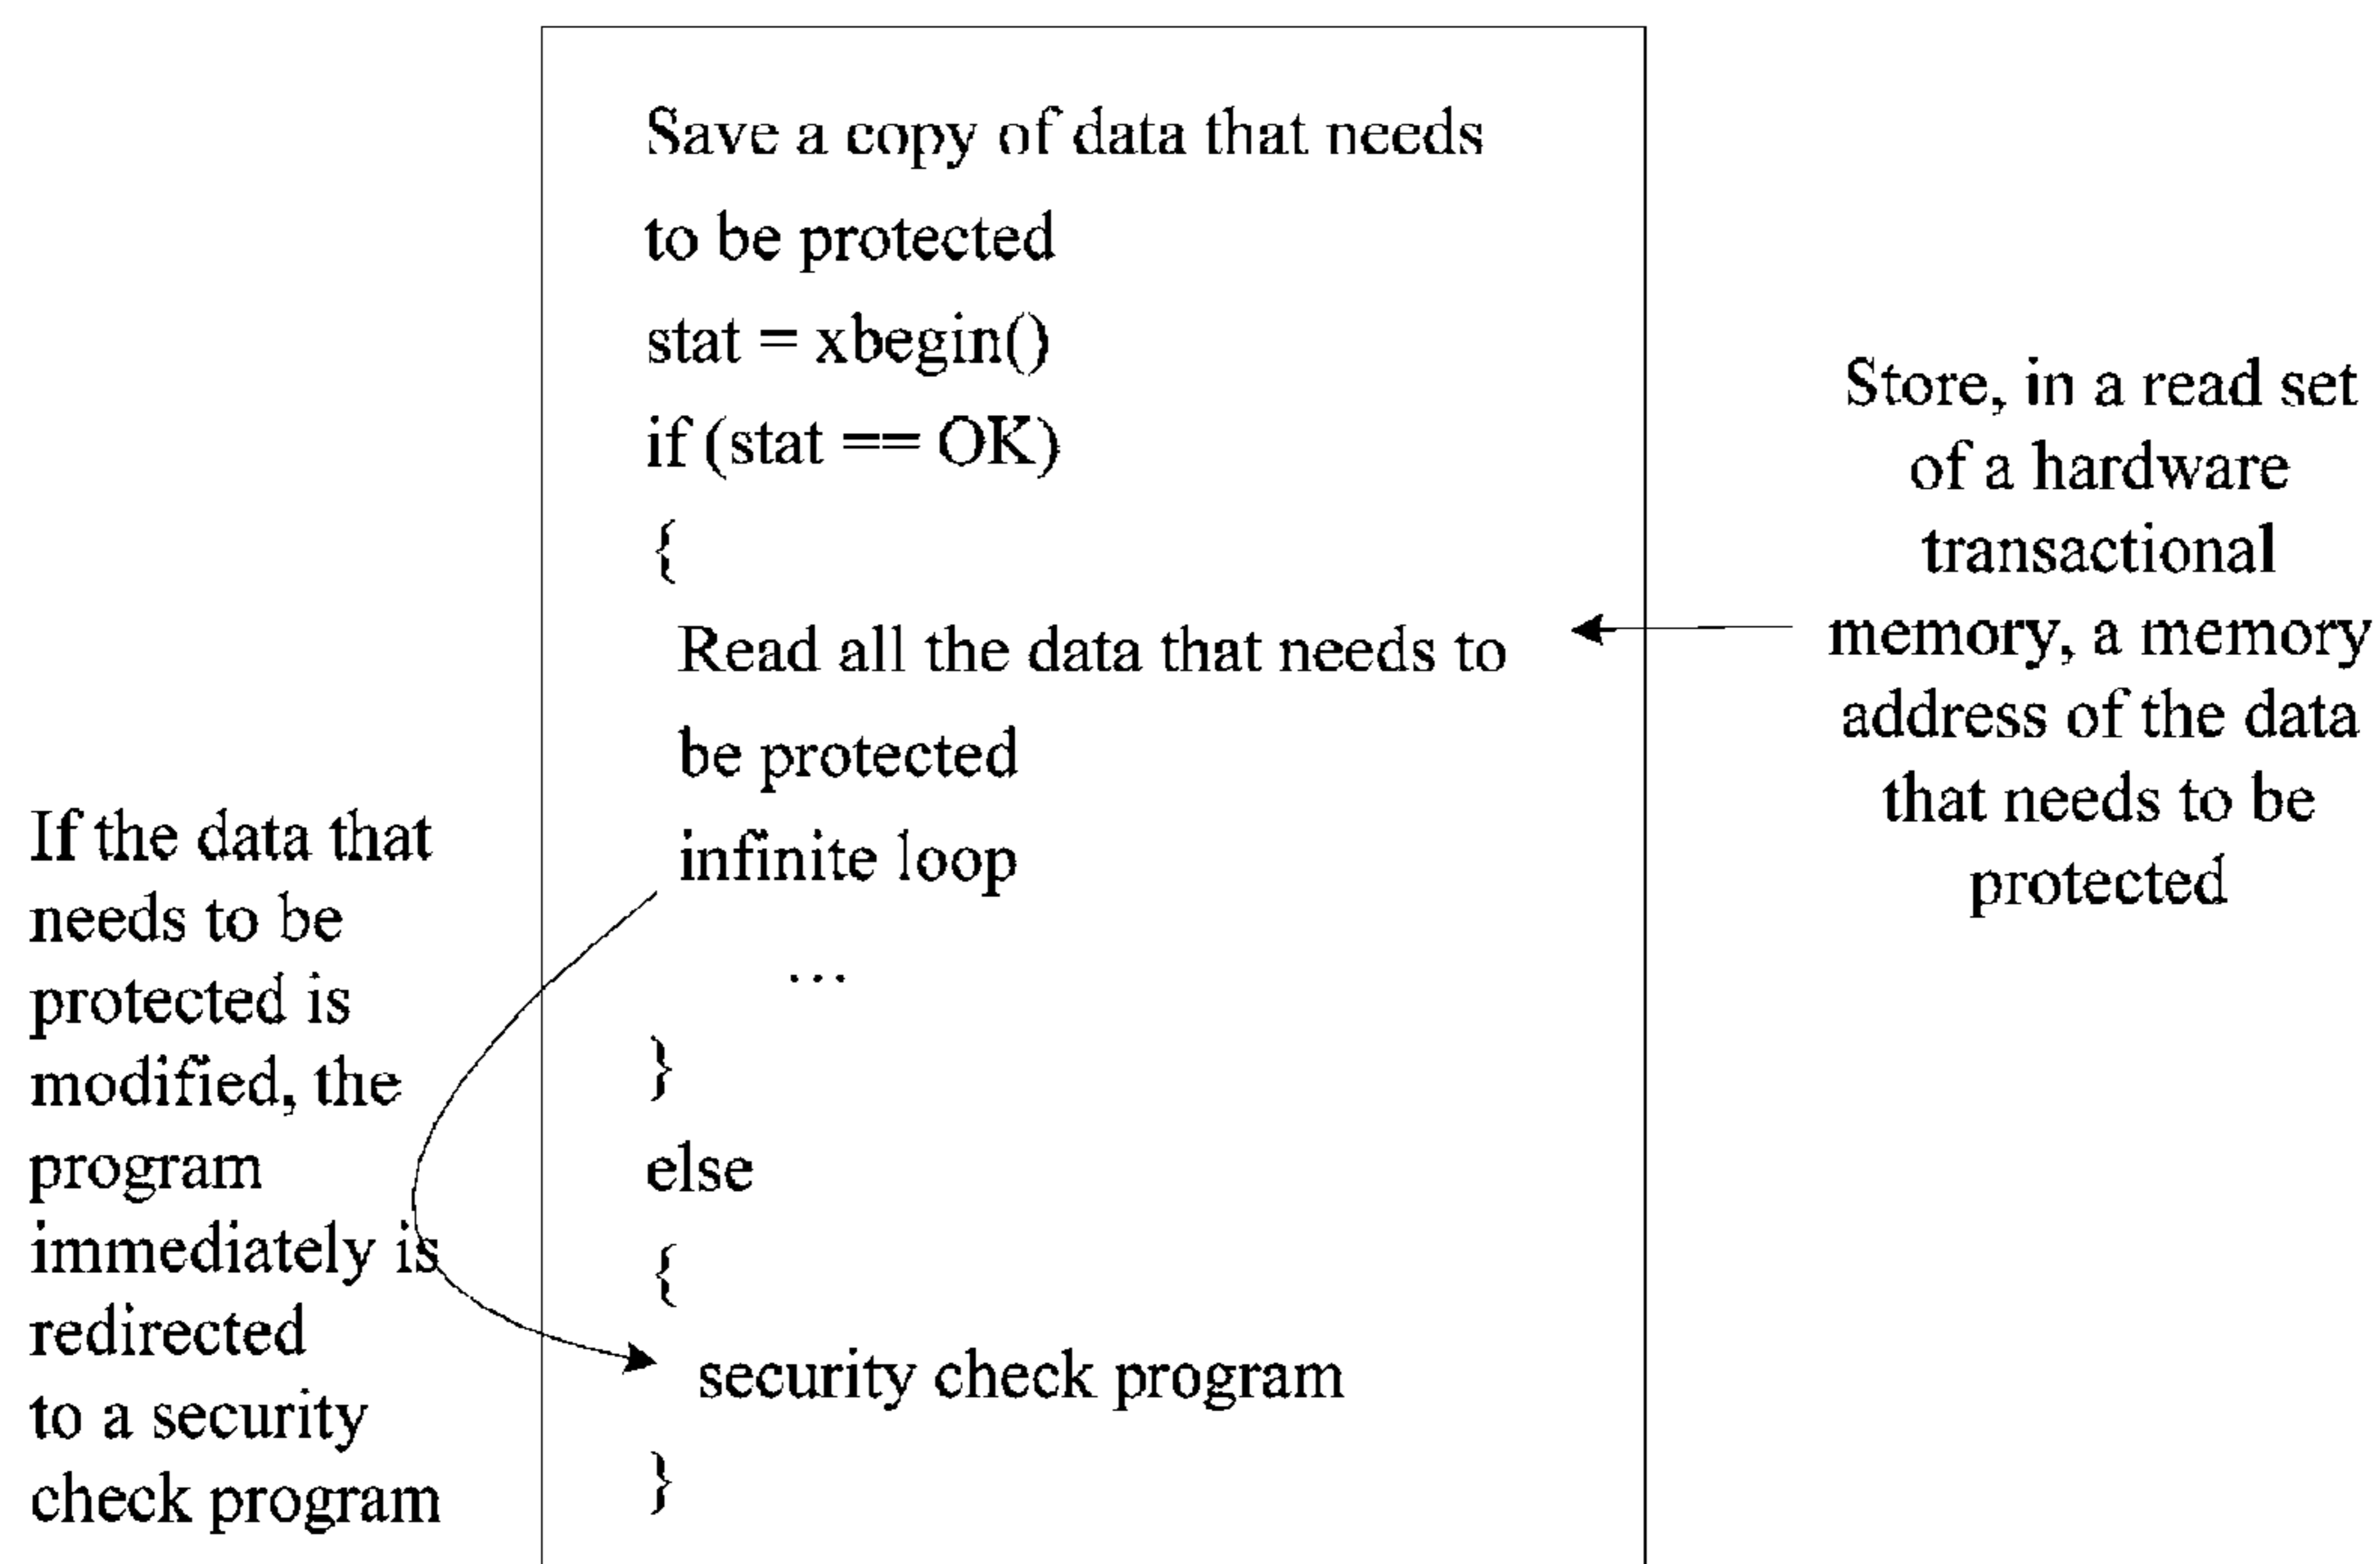 Save a copy of data that needs
to be protected
stat = xbegin()
if (stat == OK)
{
Read all the data that needs to
be protected
infinite loop
...
}
else
{
security check program
}
Store, in a read set
of a hardware
transactional
memory, a memory
address of the data
that needs to be
protected
If the data that
needs to be
protected is
modified, the
program
immediately is
redirected
to a security
check program